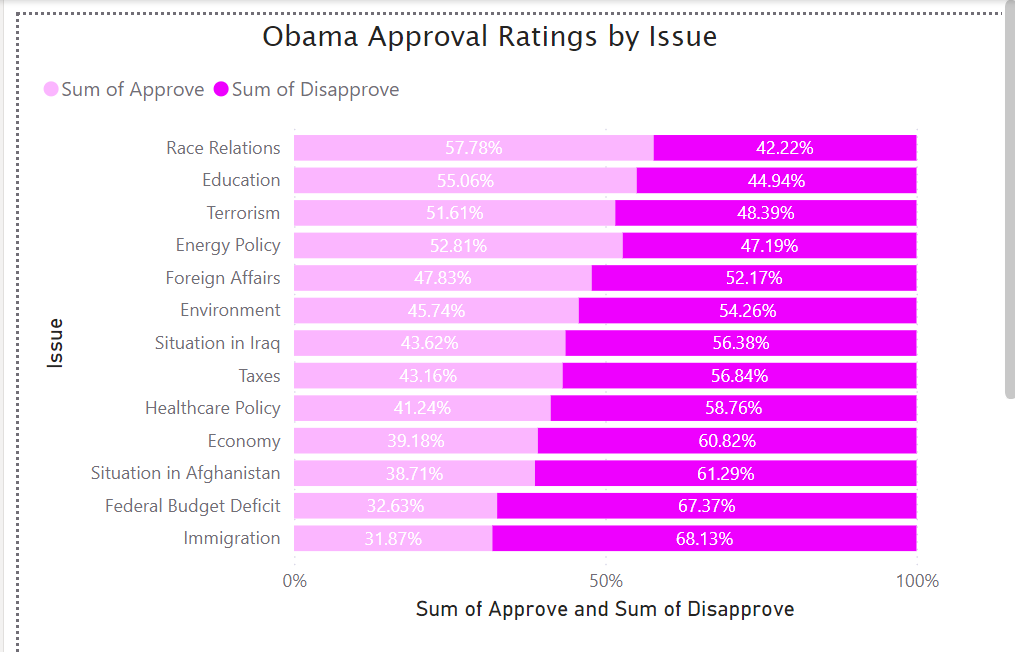 Obama Approval Ratings by Issue
Sum of Approve Sum of Disapprove
Race Relations 57.78% 42.22%
Education 55.06% 44.94%
Terrorism 51.61% 48.39%
Energy Policy 52.81% 47.19%
Foreign Affairs 47.83% 52.17%
Environment 45.74% 54.26%
Situation in Iraq 43.62% 56.38%
Taxes 43.16% 56.84%
Healthcare Policy 41.24% 58.76%
Economy 39.18% 60.82%
Situation in Afghanistan 38.71% 61.29%
Federal Budget Deficit 32.63% 67.37%
Immigration 31.87% 68.13%
Issue
0% 50% 100%
Sum of Approve and Sum of Disapprove